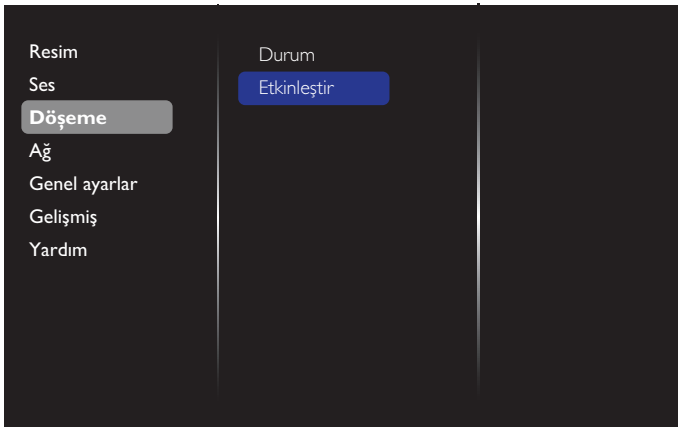 Resim
Ses
Döşeme
Ağ
Genel ayarlar
Gelişmiş
Yardım
Durum
Etkinleştir